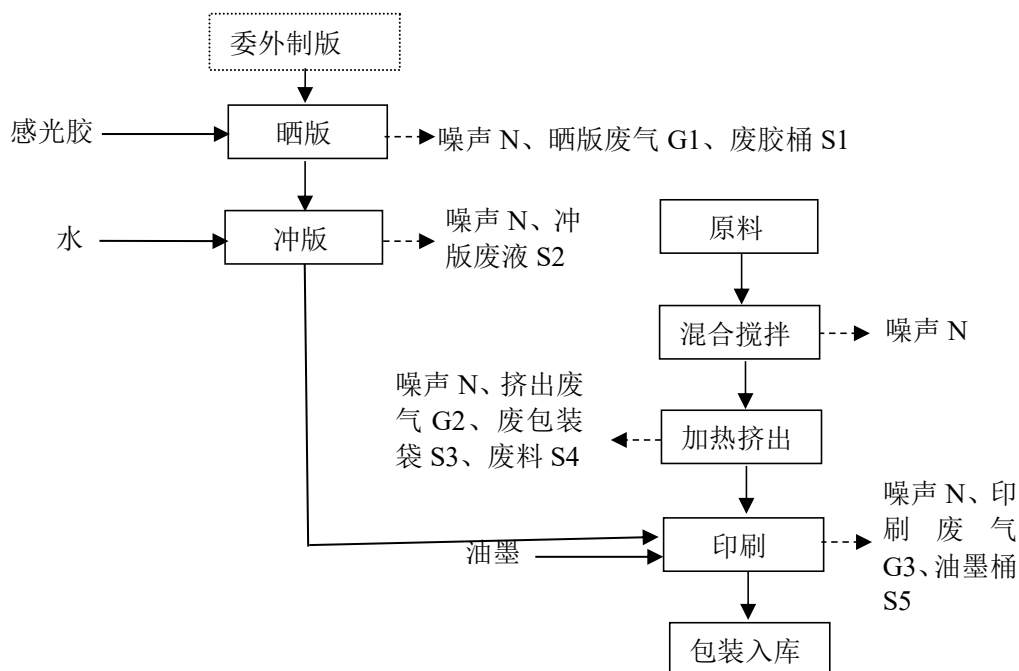 委外制版
感光胶
晒版
噪声 N、晒版废气 G1、废胶桶 S1
水
冲版
噪声 N、冲
版废液 S2
原料
混合搅拌
噪声 N
噪声 N、挤出废
气 G2、废包装
袋 S3、废料 S4
加热挤出
油墨
印刷
噪声 N、印
刷废气
G3、油墨桶
S5
包装入库